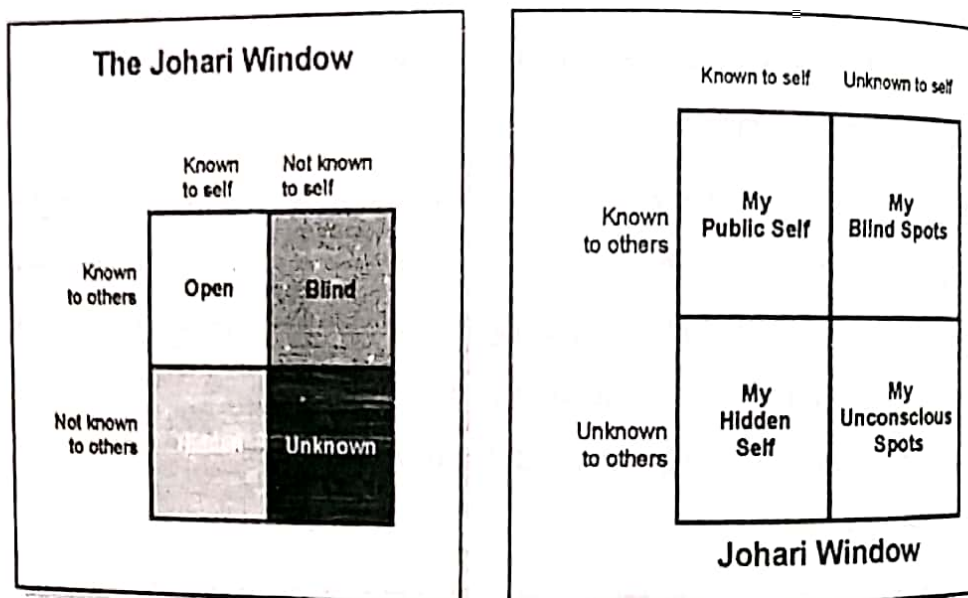 The Johari Window
Known
to self
Not known
to self
Known
to others
Open
Blind
Not known
to others
Hidden
Unknown
Known to self
Unknown to self
Known
to others
My
Public Self
My
Blind Spots
Unknown
to others
My
Hidden
Self
My
Unconscious
Spots
Johari Window